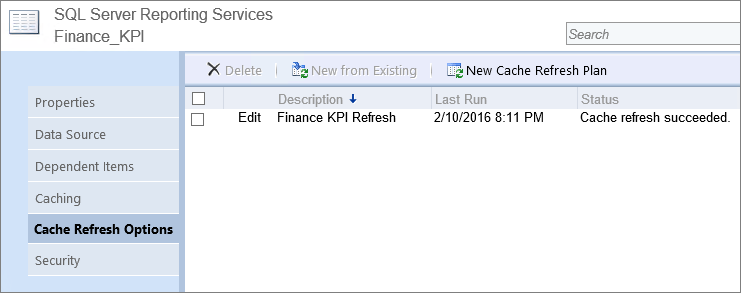 SQL Server Reporting Services
Finance_KPI
Search
Delete New from Existing New Cache Refresh Plan
Description Last Run Status
Edit Finance KPI Refresh 2/10/2016 8:11 PM Cache refresh succeeded.
Properties
Data Source
Dependent Items
Caching
Cache Refresh Options
Security